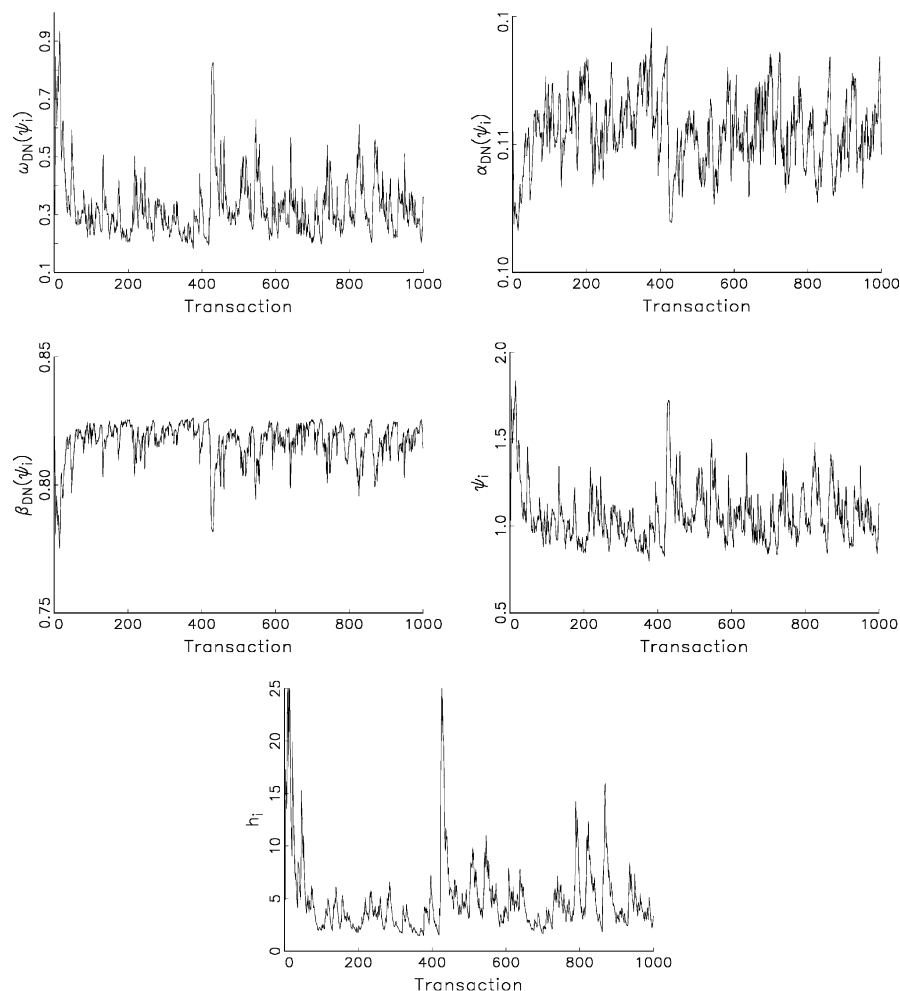 ω_DN(ψ_i)
0.9
0.7
0.5
0.3
0.1
0 200 400 600 800 1000
Transaction
α_DN(ψ_i)
0.1
0.11
0.10
0 200 400 600 800 1000
Transaction
β_DN(ψ_i)
0.85
0.80
0.75
0 200 400 600 800 1000
Transaction
ψ_i
2.0
1.5
1.0
0.5
0 200 400 600 800 1000
Transaction
h_i
25
20
15
10
5
0
0 200 400 600 800 1000
Transaction